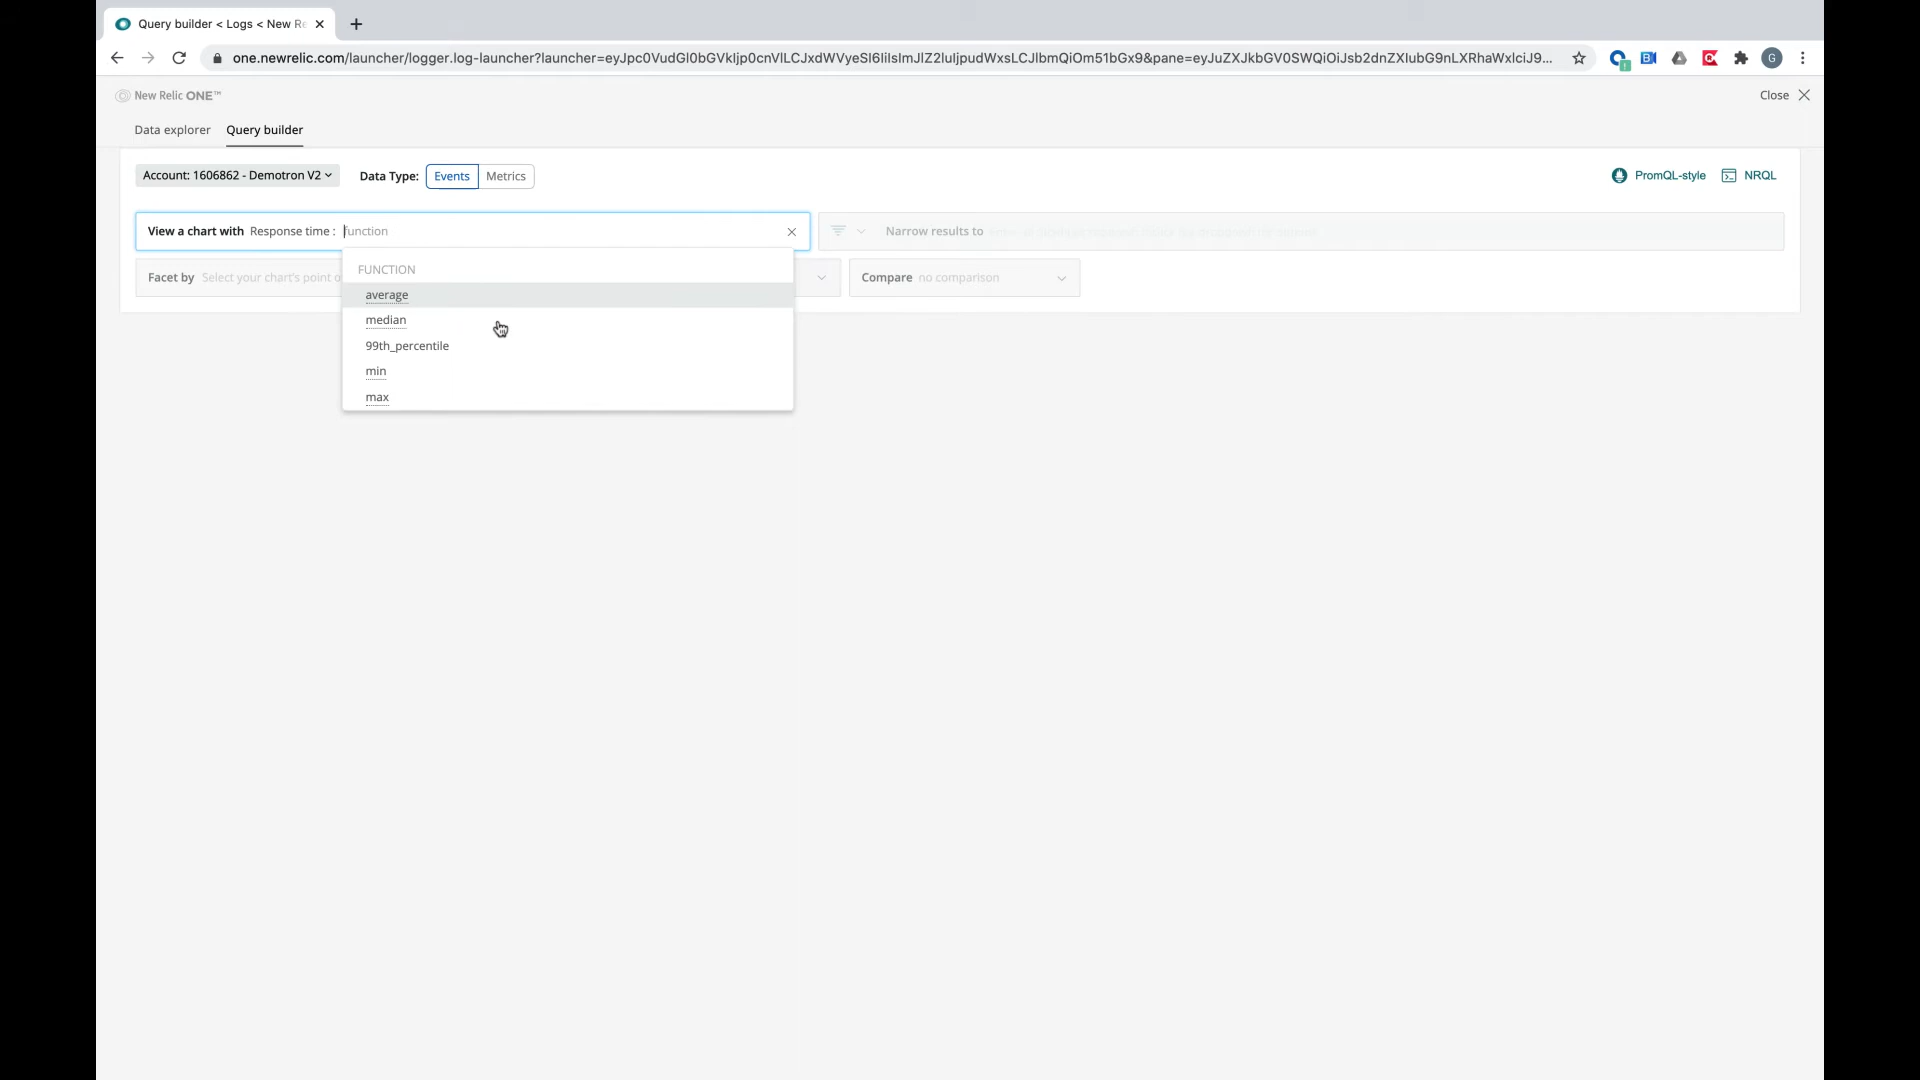 Query builder < Logs < New Re
one.newrelic.com/launcher/logger.log-launcher?launcher=eyJpc0VudGl0bGVkIjp0cnVlLCJxdWVyeSI6IiIsImJlZ2luIjpudWxsLCJlbmQiOm51bGx9&pane=eyJuZXJkbGV0SWQiOiJsb2dnZXIubG9nLXRhaWxlciJ9...
G
New Relic ONE™
Close
Data explorer Query builder
Account: 1606862 - Demotron V2 Data Type: Events Metrics
PromQL-style NRQL
View a chart with Response time : function
Narrow results to
Facet by Select your chart's point o
Compare no comparison
FUNCTION
average
median
99th_percentile
min
max